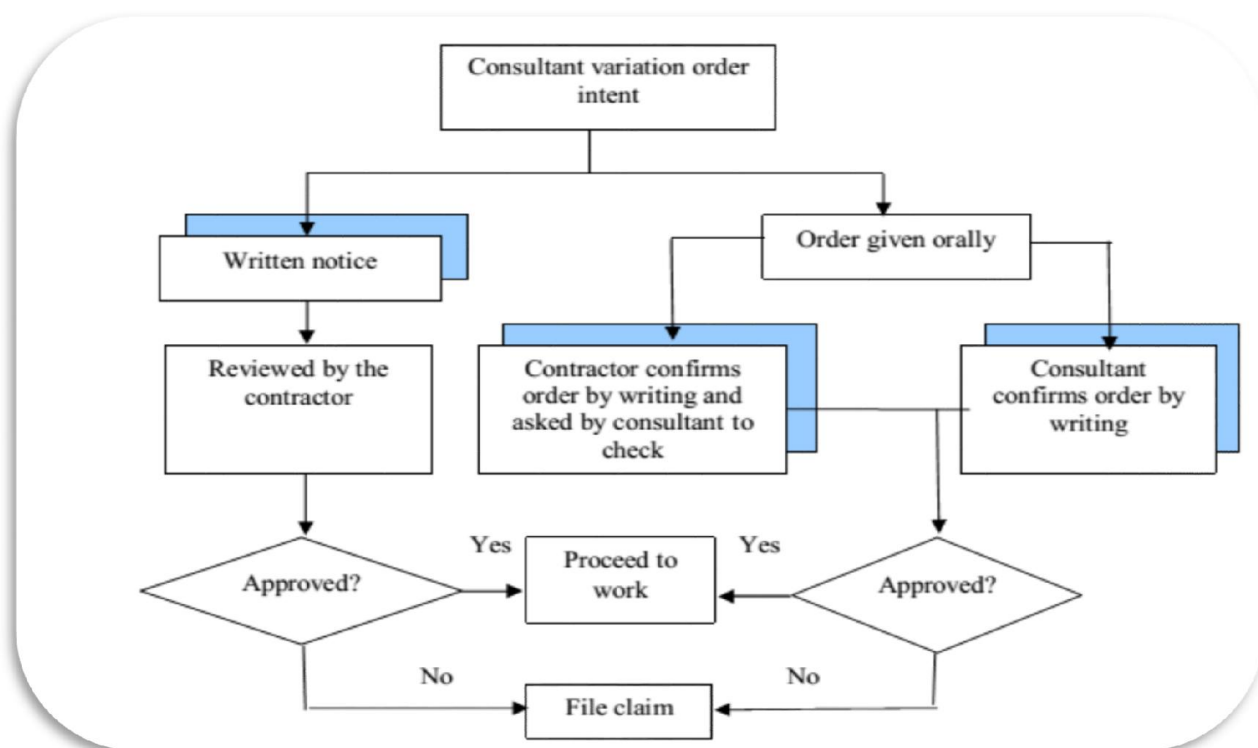 Consultant variation order
intent
Written notice
Order given orally
Reviewed by the
contractor
Contractor confirms
order by writing and
asked by consultant to
check
Consultant
confirms order by
writing
Approved?
Yes
Proceed to
work
Yes
Approved?
No
File claim
No